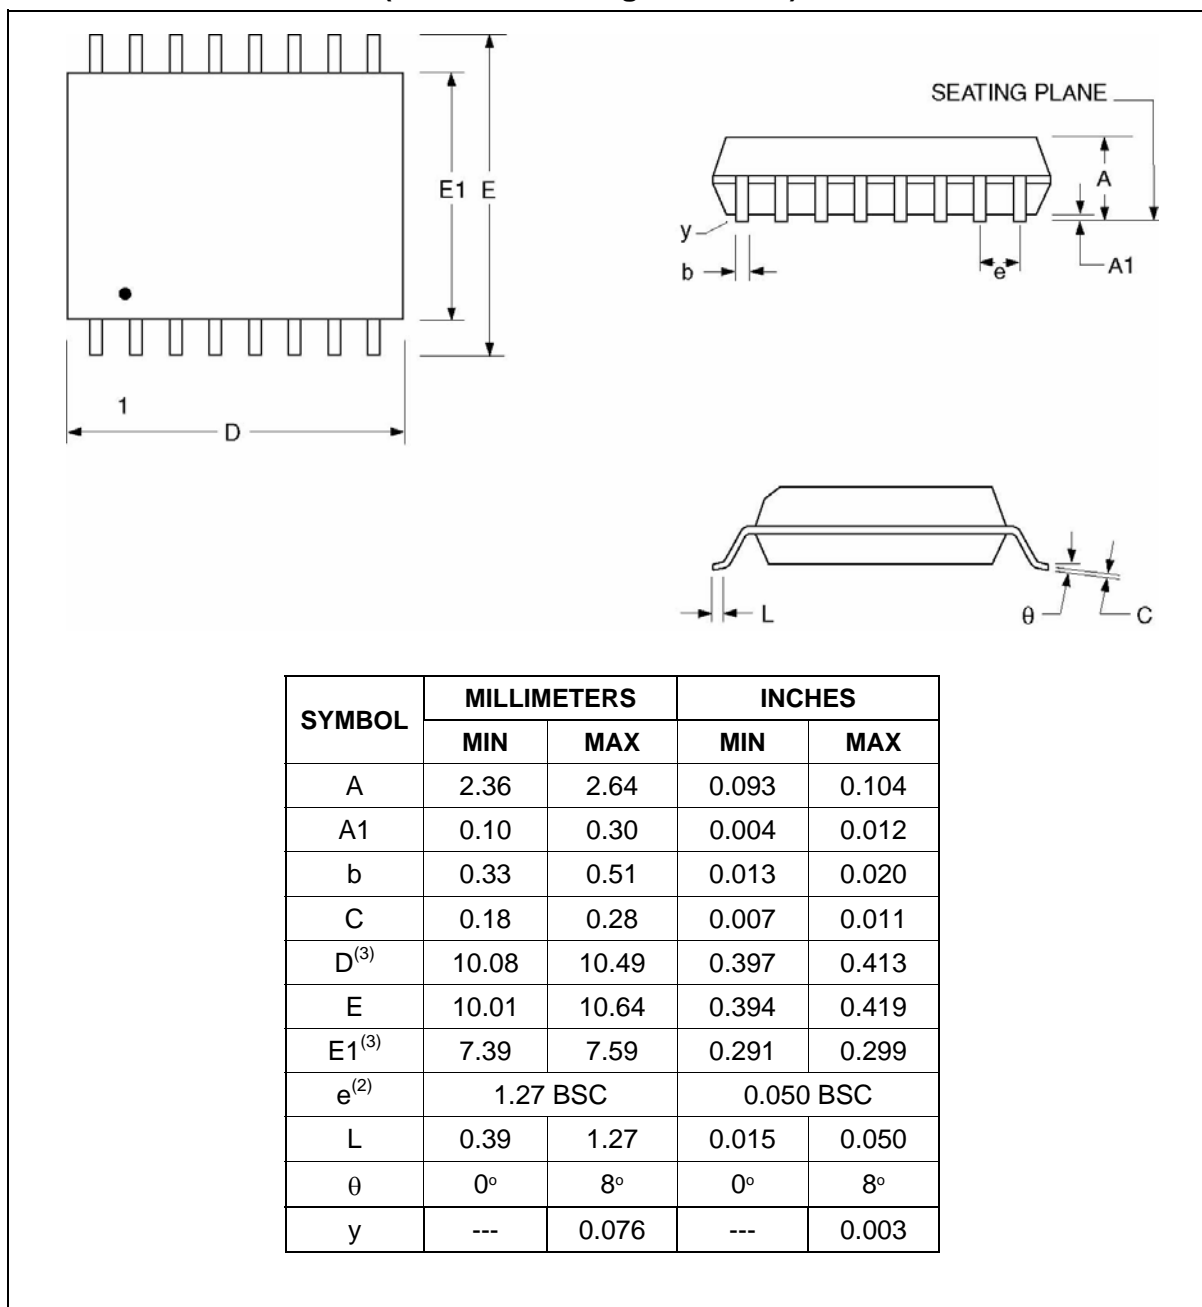 SEATING PLANE
E1 E
A
y
b
e
A1
1
D
L
θ
C
SYMBOL MILLIMETERS INCHES
MIN MAX MIN MAX
A 2.36 2.64 0.093 0.104
A1 0.10 0.30 0.004 0.012
b 0.33 0.51 0.013 0.020
C 0.18 0.28 0.007 0.011
D(3) 10.08 10.49 0.397 0.413
E 10.01 10.64 0.394 0.419
E1(3) 7.39 7.59 0.291 0.299
e(2) 1.27 BSC 0.050 BSC
L 0.39 1.27 0.015 0.050
θ 0° 8° 0° 8°
y --- 0.076 --- 0.003